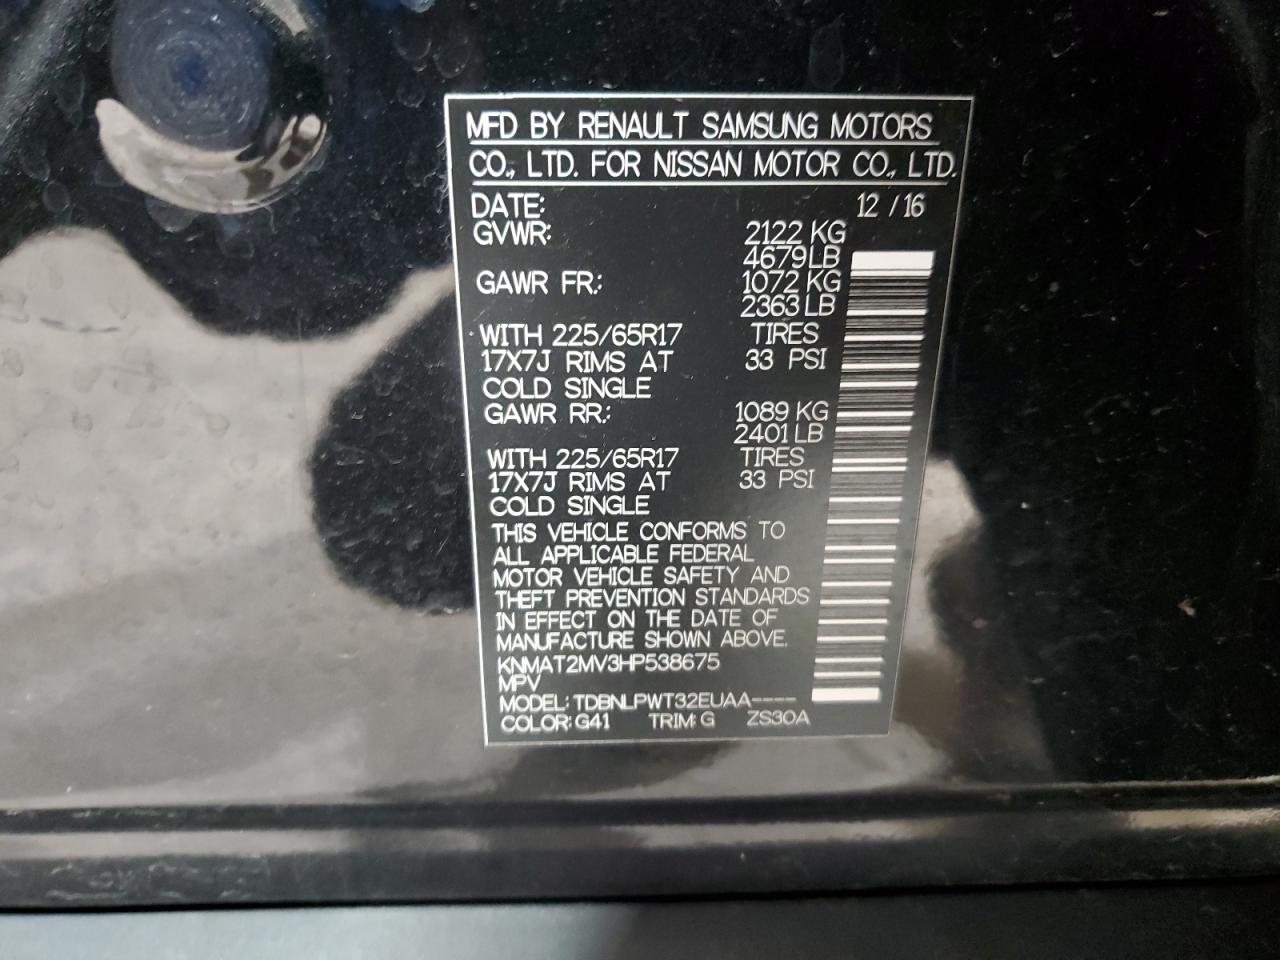 MFD BY RENAULT SAMSUNG MOTORS
CO., LTD. FOR NISSAN MOTOR CO., LTD.
DATE: 12 / 16
GVWR: 2122 KG
4679 LB
GAWR FR.: 1072 KG
2363 LB
WITH 225/65R17 TIRES
17X7J RIMS AT 33 PSI
COLD SINGLE
GAWR RR.: 1089 KG
2401 LB
WITH 225/65R17 TIRES
17X7J RIMS AT 33 PSI
COLD SINGLE
THIS VEHICLE CONFORMS TO
ALL APPLICABLE FEDERAL
MOTOR VEHICLE SAFETY AND
THEFT PREVENTION STANDARDS
IN EFFECT ON THE DATE OF
MANUFACTURE SHOWN ABOVE.
KNMAT2MV3HP538675
MPV
MODEL: TDBNLPWT32EUAA----
COLOR: G41 TRIM: G ZS30A